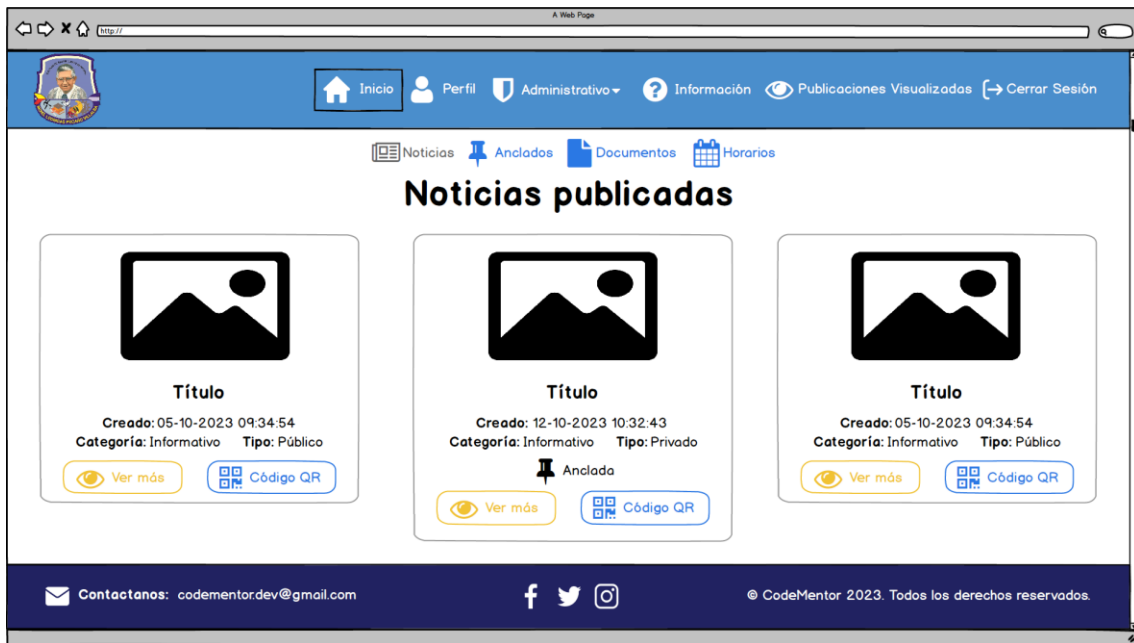 A Web Page
http://
Inicio Perfil Administrativo Información Publicaciones Visualizadas Cerrar Sesión
Noticias Anclados Documentos Horarios
Noticias publicadas
Título
Creado: 05-10-2023 09:34:54
Categoría: Informativo Tipo: Público
Ver más Código QR
Título
Creado: 12-10-2023 10:32:43
Categoría: Informativo Tipo: Privado
Anclada
Ver más Código QR
Título
Creado: 05-10-2023 09:34:54
Categoría: Informativo Tipo: Público
Ver más Código QR
Contactanos: codementor.dev@gmail.com
© CodeMentor 2023. Todos los derechos reservados.